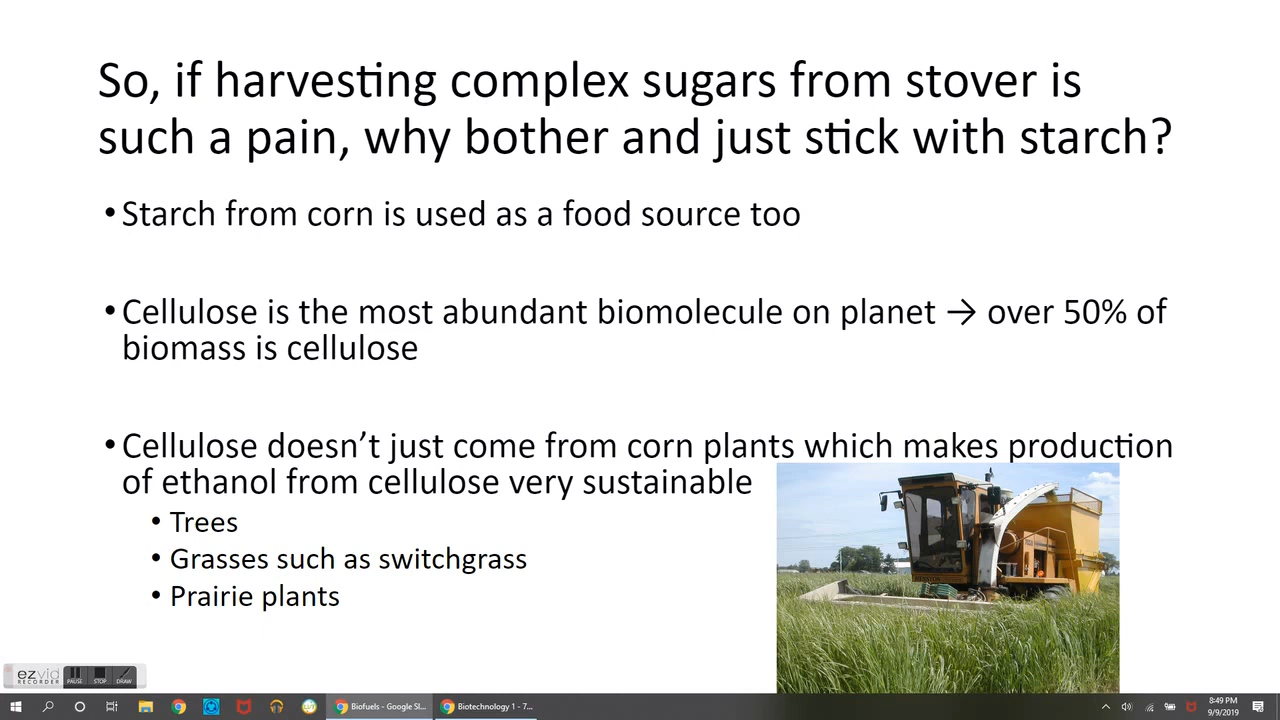 So, if harvesting complex sugars from stover is
such a pain, why bother and just stick with starch?
• Starch from corn is used as a food source too
• Cellulose is the most abundant biomolecule on planet → over 50% of
biomass is cellulose
• Cellulose doesn’t just come from corn plants which makes production
of ethanol from cellulose very sustainable
• Trees
• Grasses such as switchgrass
• Prairie plants
ezvid
RECORDER
PAUSE
STOP
DRAW
Biofuels - Google Sl...
Biotechnology 1 - 7...
8:49 PM
9/9/2019